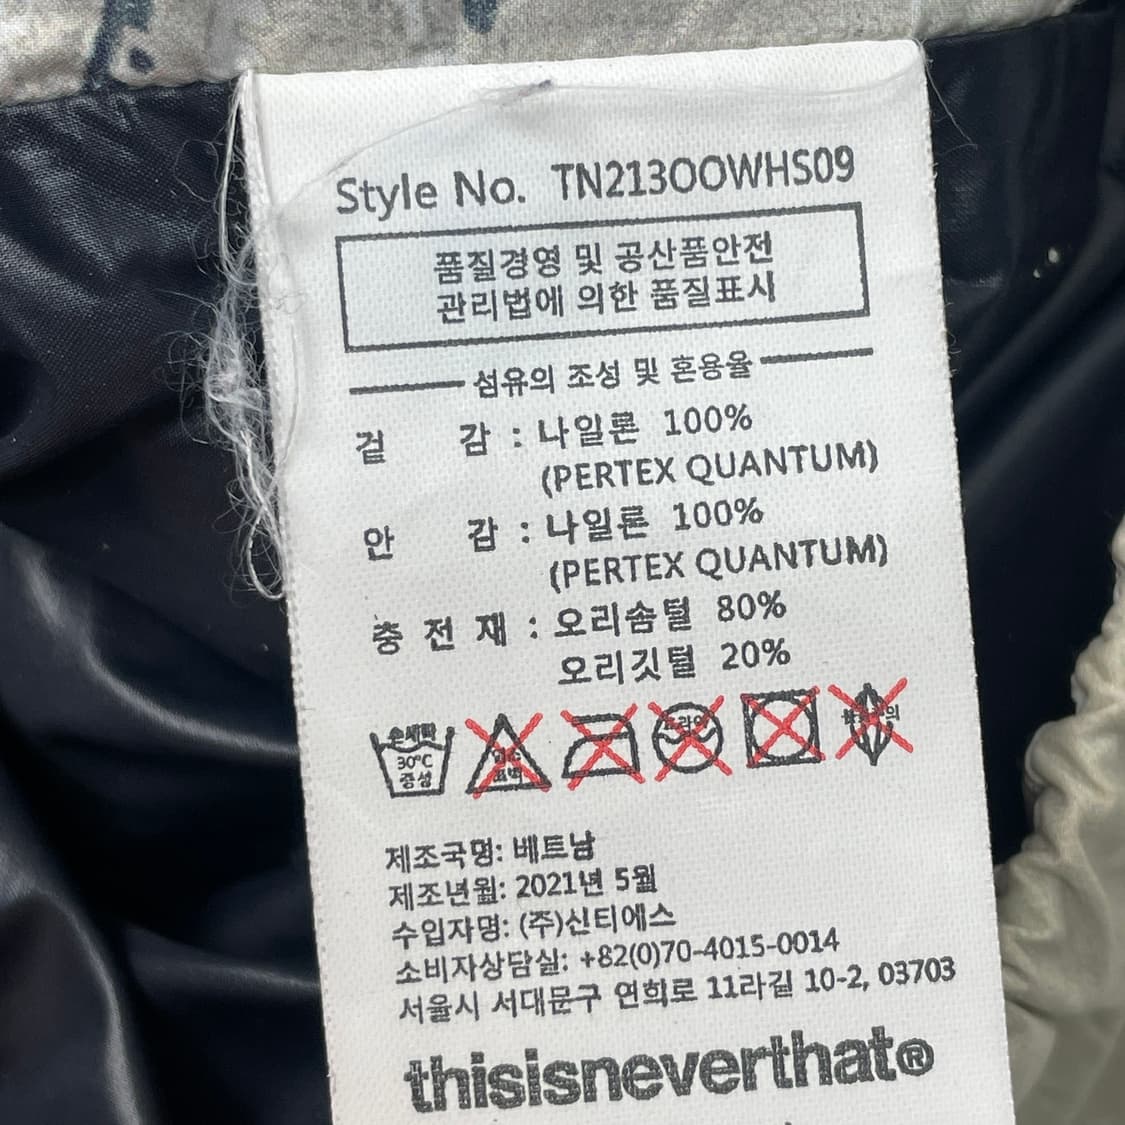 Style No. TN213OOWHS09
품질경영 및 공산품안전
관리법에 의한 품질표시
섬유의 조성 및 혼용율
겉 감 : 나일론 100%
(PERTEX QUANTUM)
안 감 : 나일론 100%
(PERTEX QUANTUM)
충 전 재 : 오리솜털 80%
오리깃털 20%
손세탁
30℃
중성
제조국명: 베트남
제조년월: 2021년 5월
수입자명: (주)신티에스
소비자상담실: +82(0)70-4015-0014
서울시 서대문구 연희로 11라길 10-2, 03703
thisisneverthat®